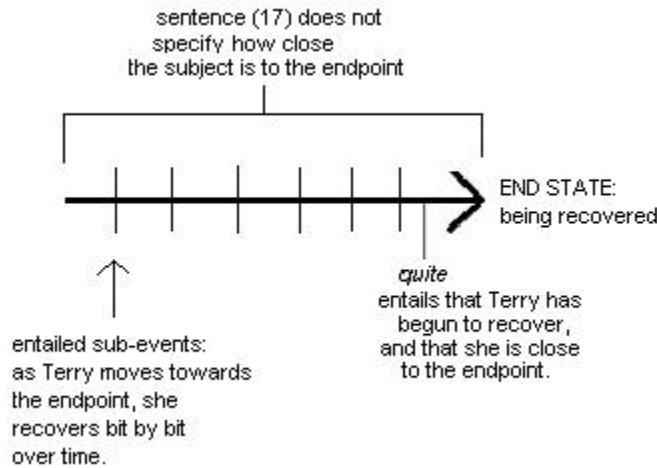 sentence (17) does not
specify how close
the subject is to the endpoint
END STATE:
being recovered
quite
entails that Terry has
begun to recover,
and that she is close
to the endpoint.
entailed sub-events:
as Terry moves towards
the endpoint, she
recovers bit by bit
over time.